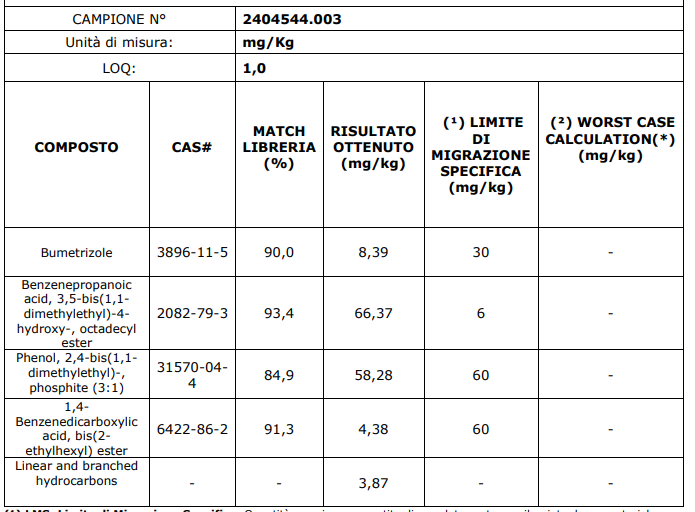 CAMPIONE N°
2404544.003
Unità di misura:
mg/Kg
LOQ:
1,0
COMPOSTO
CAS#
MATCH
LIBRERIA
(%)
RISULTATO
OTTENUTO
(mg/kg)
(¹) LIMITE
DI
MIGRAZIONE
SPECIFICA
(mg/kg)
(²) WORST CASE
CALCULATION(*)
(mg/kg)
Bumetrizole
3896-11-5
90,0
8,39
30
-
Benzenepropanoic
acid, 3,5-bis(1,1-
dimethylethyl)-4-
hydroxy-, octadecyl
ester
2082-79-3
93,4
66,37
6
-
Phenol, 2,4-bis(1,1-
dimethylethyl)-,
phosphite (3:1)
31570-04-
4
84,9
58,28
60
-
1,4-
Benzenedicarboxylic
acid, bis(2-
ethylhexyl) ester
6422-86-2
91,3
4,38
60
-
Linear and branched
hydrocarbons
-
-
3,87
-
-